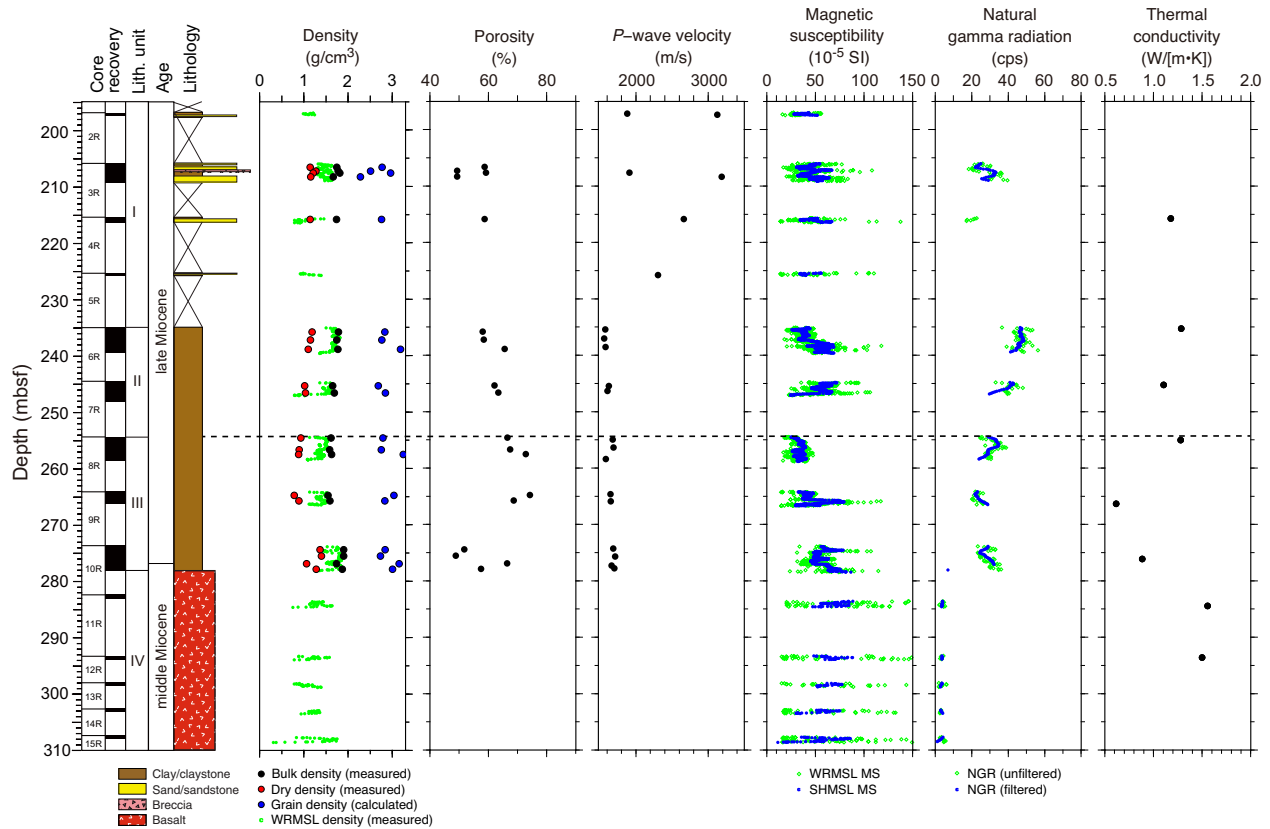 Core
recovery
Lith. unit
Age
Lithology
Density
(g/cm3)
Porosity
(%)
P–wave velocity
(m/s)
Magnetic
susceptibility
(10-5 SI)
Natural
gamma radiation
(cps)
Thermal
conductivity
(W/[m•K])
0 1 2 3
40 60 80
2000 3000
0 50 100 150
0 20 40 60 80
0.5 1.0 1.5 2.0
Depth (mbsf)
200
210
220
230
240
250
260
270
280
290
300
310
2R
3R
4R
5R
6R
7R
8R
9R
10R
11R
12R
13R
14R
15R
I
II
III
IV
late Miocene
middle Miocene
Clay/claystone
Sand/sandstone
Breccia
Basalt
Bulk density (measured)
Dry density (measured)
Grain density (calculated)
WRMSL density (measured)
WRMSL MS
SHMSL MS
NGR (unfiltered)
NGR (filtered)